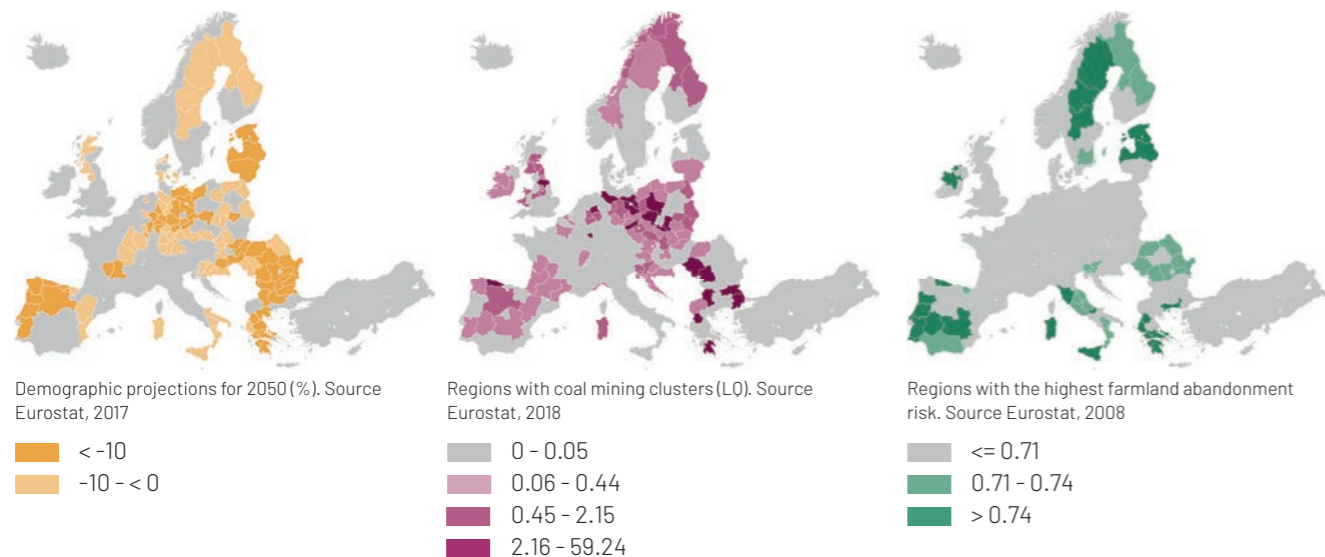 Demographic projections for 2050 (%). Source
Eurostat, 2017
< -10
-10 - < 0
Regions with coal mining clusters (LQ). Source
Eurostat, 2018
0 - 0.05
0.06 - 0.44
0.45 - 2.15
2.16 - 59.24
Regions with the highest farmland abandonment
risk. Source Eurostat, 2008
<= 0.71
0.71 - 0.74
> 0.74